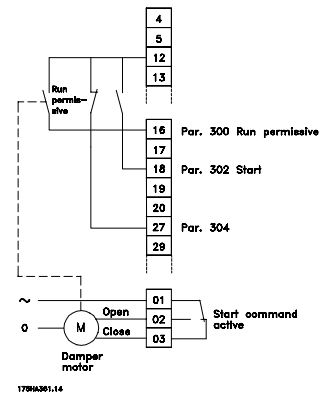 4
5
12
13
Run
permis-
sive
16
Par. 300 Run permissive
17
18
Par. 302 Start
19
20
27
Par. 304
29
~
01
Open
02
Start command
active
0
M
Close
03
Damper
motor
175HA361.14